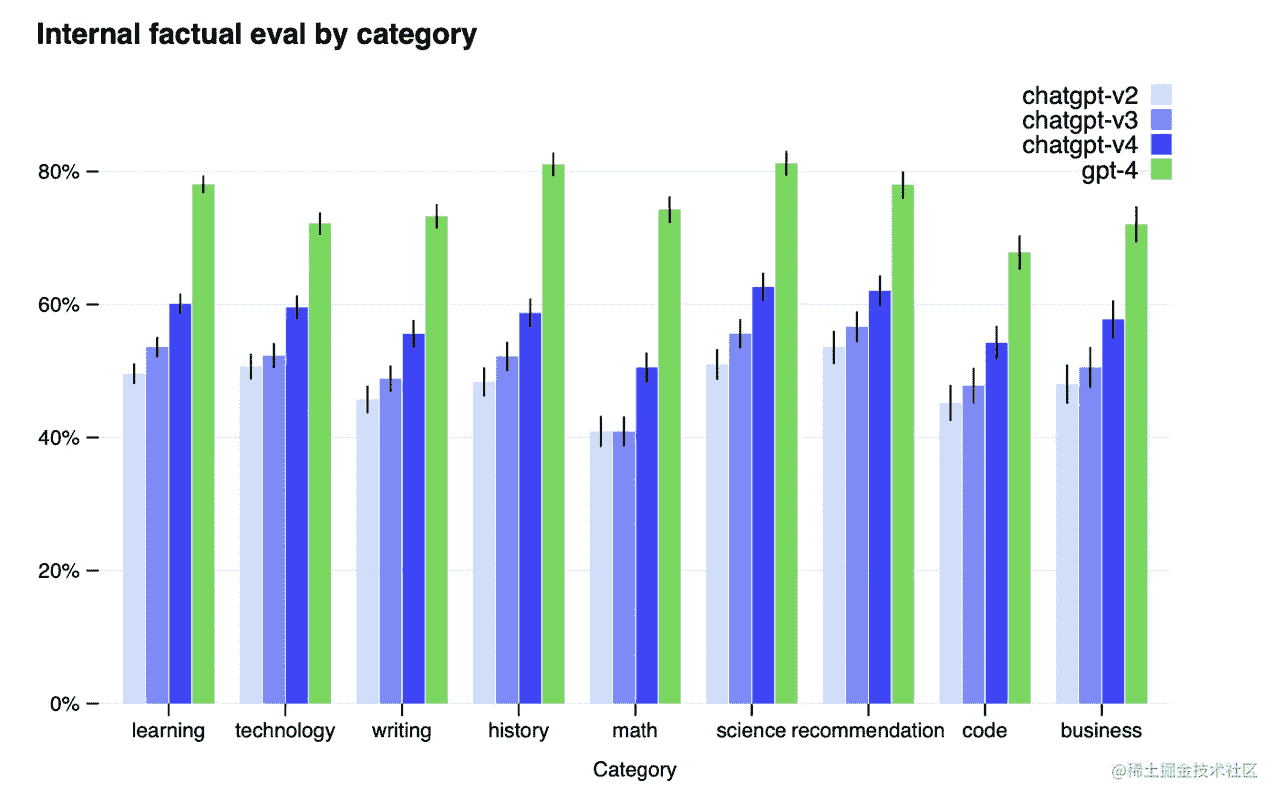 Internal factual eval by category
chatgpt-v2
chatgpt-v3
chatgpt-v4
gpt-4
80%
60%
40%
20%
0%
learning technology writing history math science recommendation code business
Category
@稀土掘金技术社区